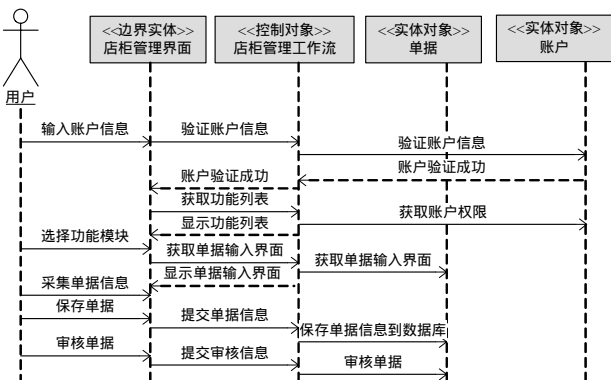 <<边界实体>>
店柜管理界面
<<控制对象>>
店柜管理工作流
<<实体对象>>
单据
<<实体对象>>
账户
用户
输入账户信息
验证账户信息
验证账户信息
账户验证成功
账户验证成功
获取功能列表
显示功能列表
获取账户权限
选择功能模块
获取单据输入界面
获取单据输入界面
显示单据输入界面
采集单据信息
保存单据
提交单据信息
保存单据信息到数据库
审核单据
提交审核信息
审核单据